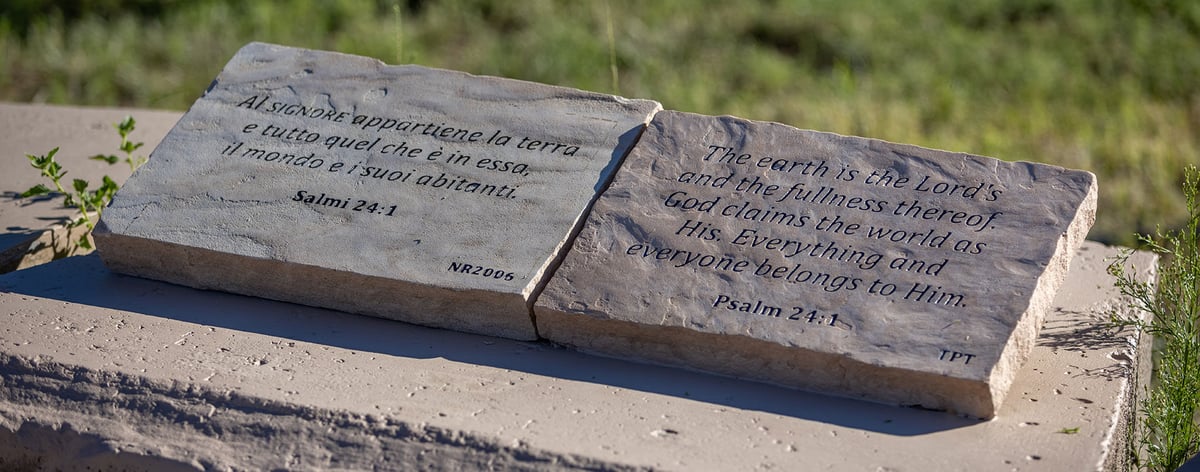 Al SIGNORE appartiene la terra
e tutto quel che è in essa,
il mondo e i suoi abitanti.
Salmi 24:1
NR2006
The earth is the Lord's
and the fullness thereof.
God claims the world as
His. Everything and
everyone belongs to Him.
Psalm 24:1
TPT